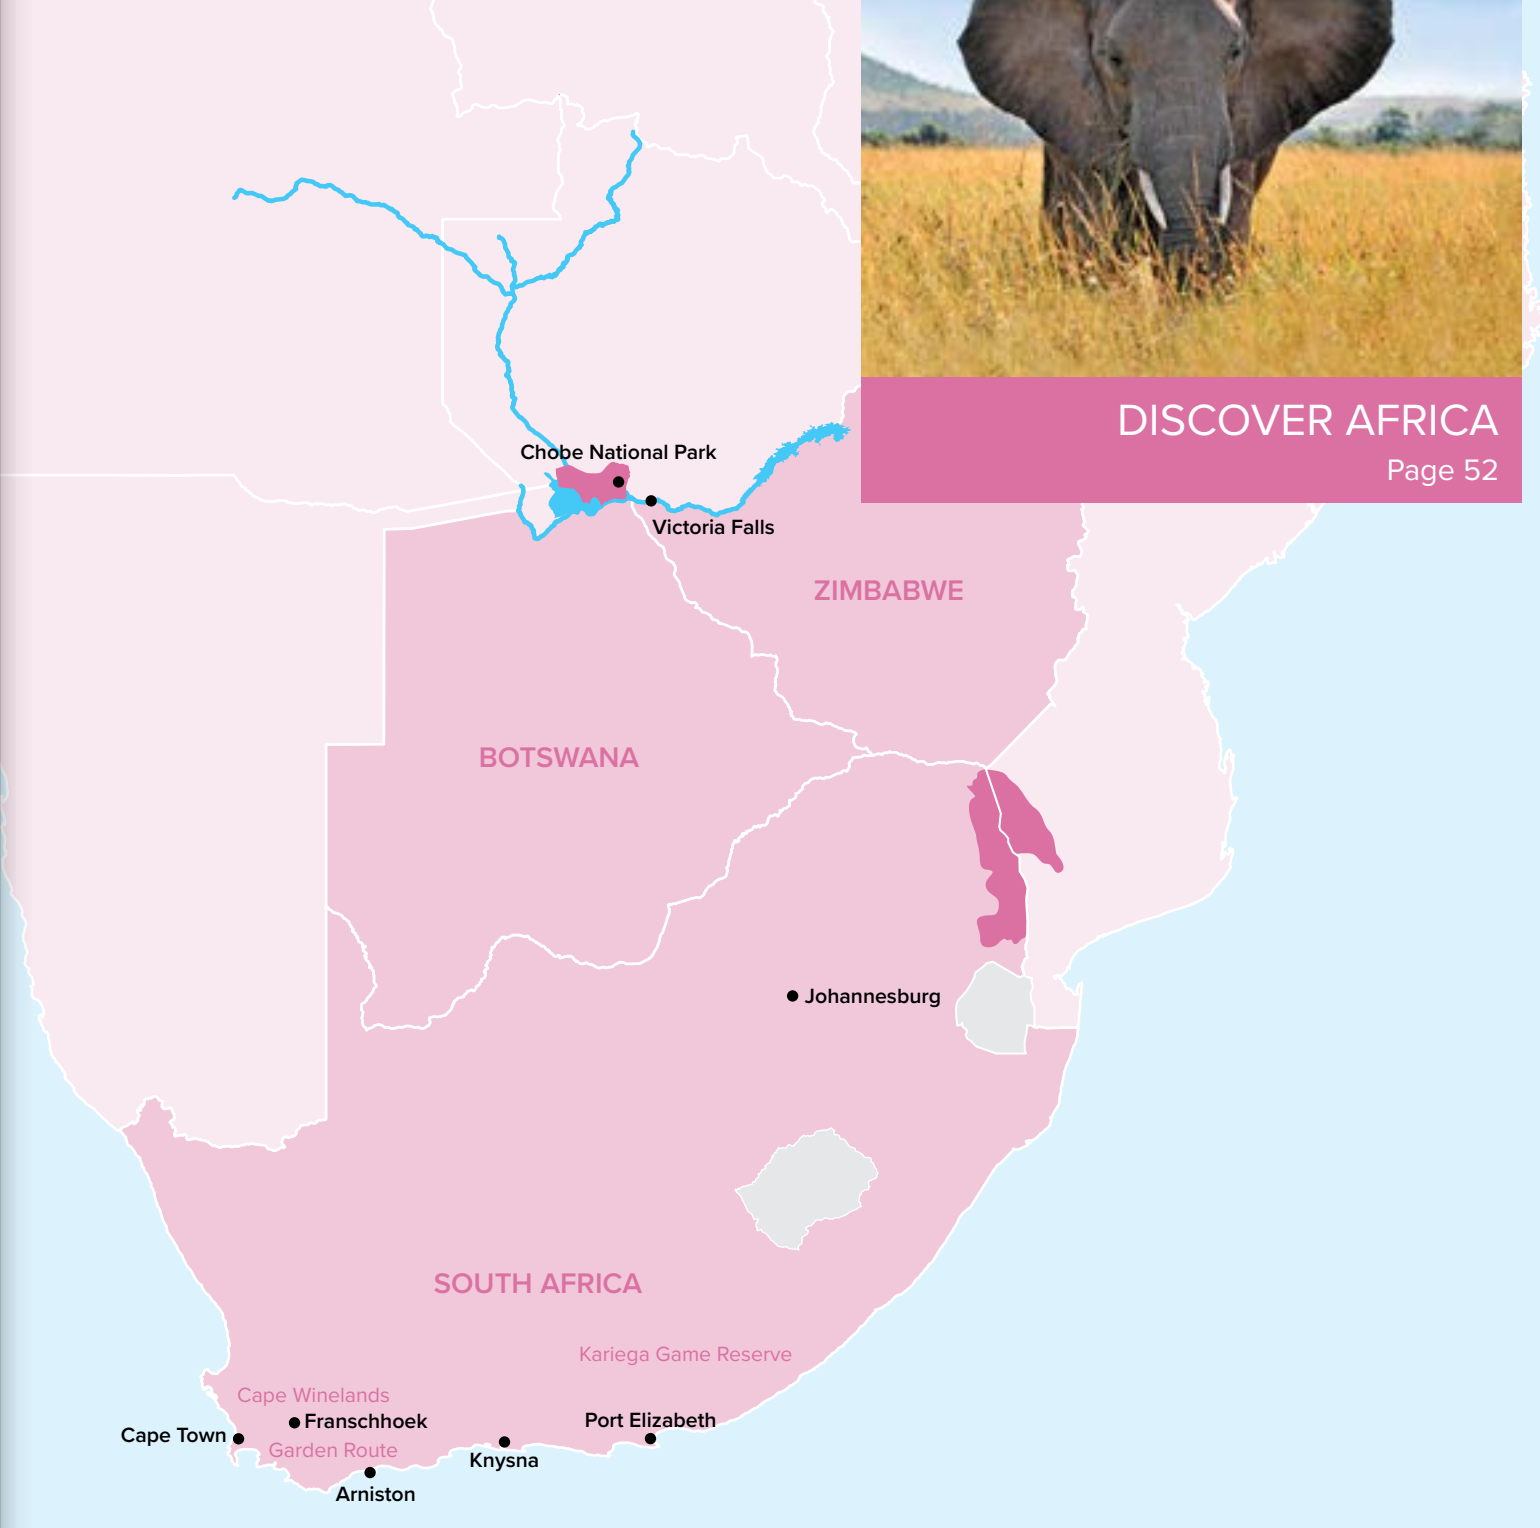 DISCOVER AFRICA
Page 52
Chobe National Park
Victoria Falls
ZIMBABWE
BOTSWANA
Johannesburg
SOUTH AFRICA
Kariega Game Reserve
Cape Winelands
Franschhoek
Port Elizabeth
Cape Town
Garden Route
Knysna
Arniston